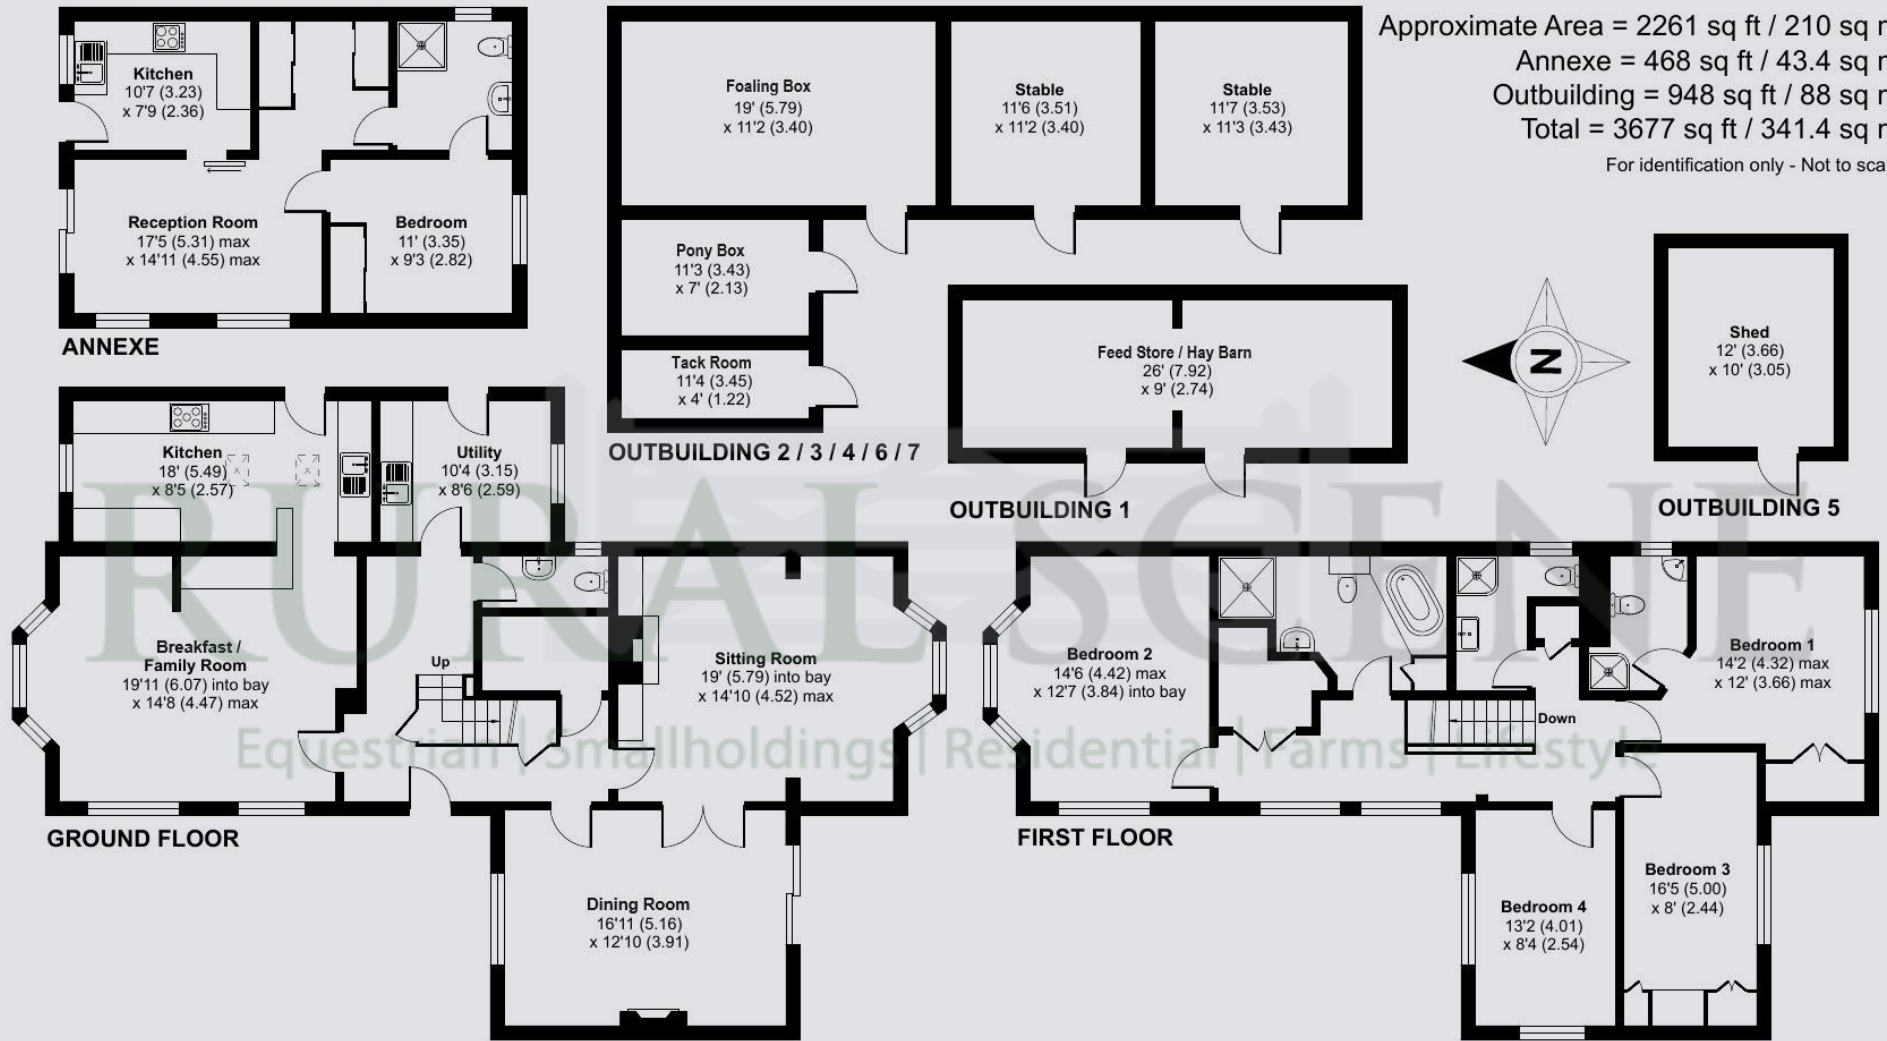 Approximate Area = 2261 sq ft / 210 sq
Annexe = 468 sq ft / 43.4 sq
Outbuilding = 948 sq ft / 88 sq
Total = 3677 sq ft / 341.4 sq
For identification only - Not to
Kitchen
10'7 (3.23)
x 7'9 (2.36)
Reception Room
17'5 (5.31) max
x 14'11 (4.55) max
Bedroom
11' (3.35)
x 9'3 (2.82)
ANNEXE
Foaling Box
19' (5.79)
x 11'2 (3.40)
Stable
11'6 (3.51)
x 11'2 (3.40)
Stable
11'7 (3.53)
x 11'3 (3.43)
Pony Box
11'3 (3.43)
x 7' (2.13)
Tack Room
11'4 (3.45)
x 4' (1.22)
OUTBUILDING 2 / 3 / 4 / 6 / 7
Feed Store / Hay Barn
26' (7.92)
x 9' (2.74)
OUTBUILDING 1
N
Shed
12' (3.66)
x 10' (3.05)
OUTBUILDING 5
Kitchen
18' (5.49)
x 8'5 (2.57)
Utility
10'4 (3.15)
x 8'6 (2.59)
Breakfast /
Family Room
19'11 (6.07) into bay
x 14'8 (4.47) max
Up
Sitting Room
19' (5.79) into bay
x 14'10 (4.52) max
Dining Room
16'11 (5.16)
x 12'10 (3.91)
GROUND FLOOR
Bedroom 2
14'6 (4.42) max
x 12'7 (3.84) into bay
Bedroom 1
14'2 (4.32) max
x 12' (3.66) max
Down
Bedroom 4
13'2 (4.01)
x 8'4 (2.54)
Bedroom 3
16'5 (5.00)
x 8' (2.44)
FIRST FLOOR
RURAL SCENE
Equestrian | Smallholdings | Residential | Farms | Lifestyle